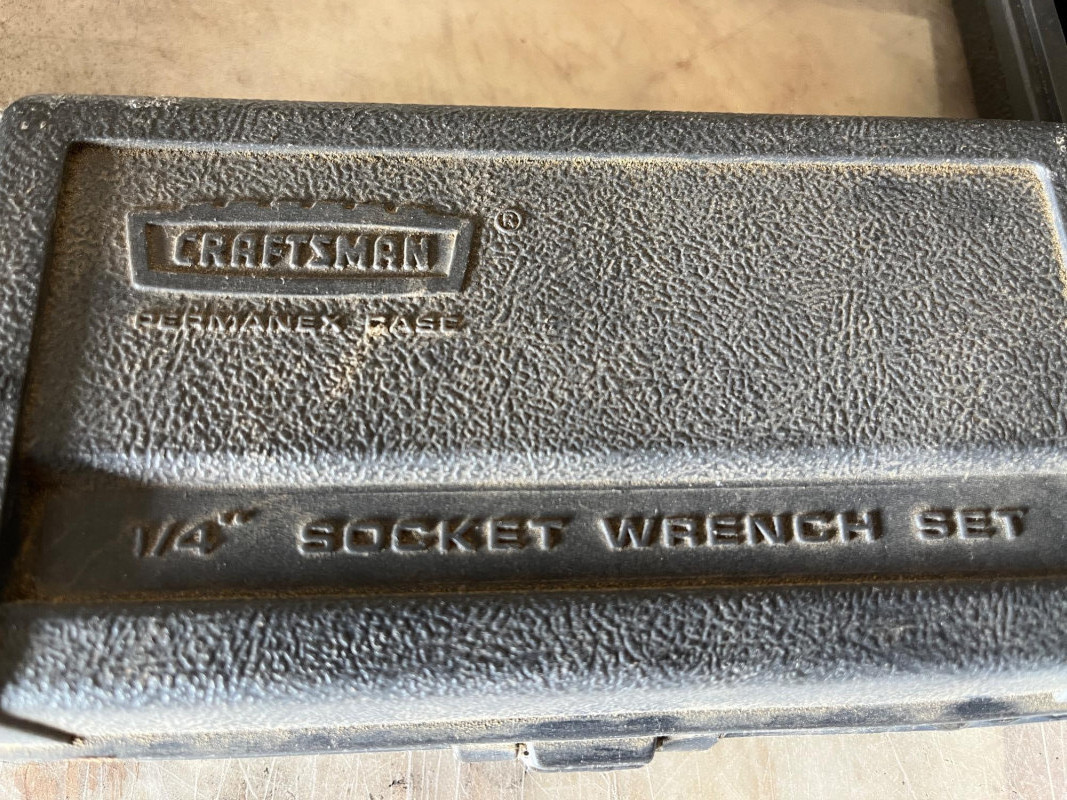 CRAFTSMAN®
PERMANEX CASE
1/4" SOCKET WRENCH SET